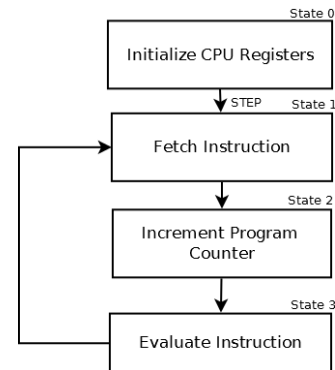 State 0
Initialize CPU Registers
STEP
State 1
Fetch Instruction
State 2
Increment Program
Counter
State 3
Evaluate Instruction